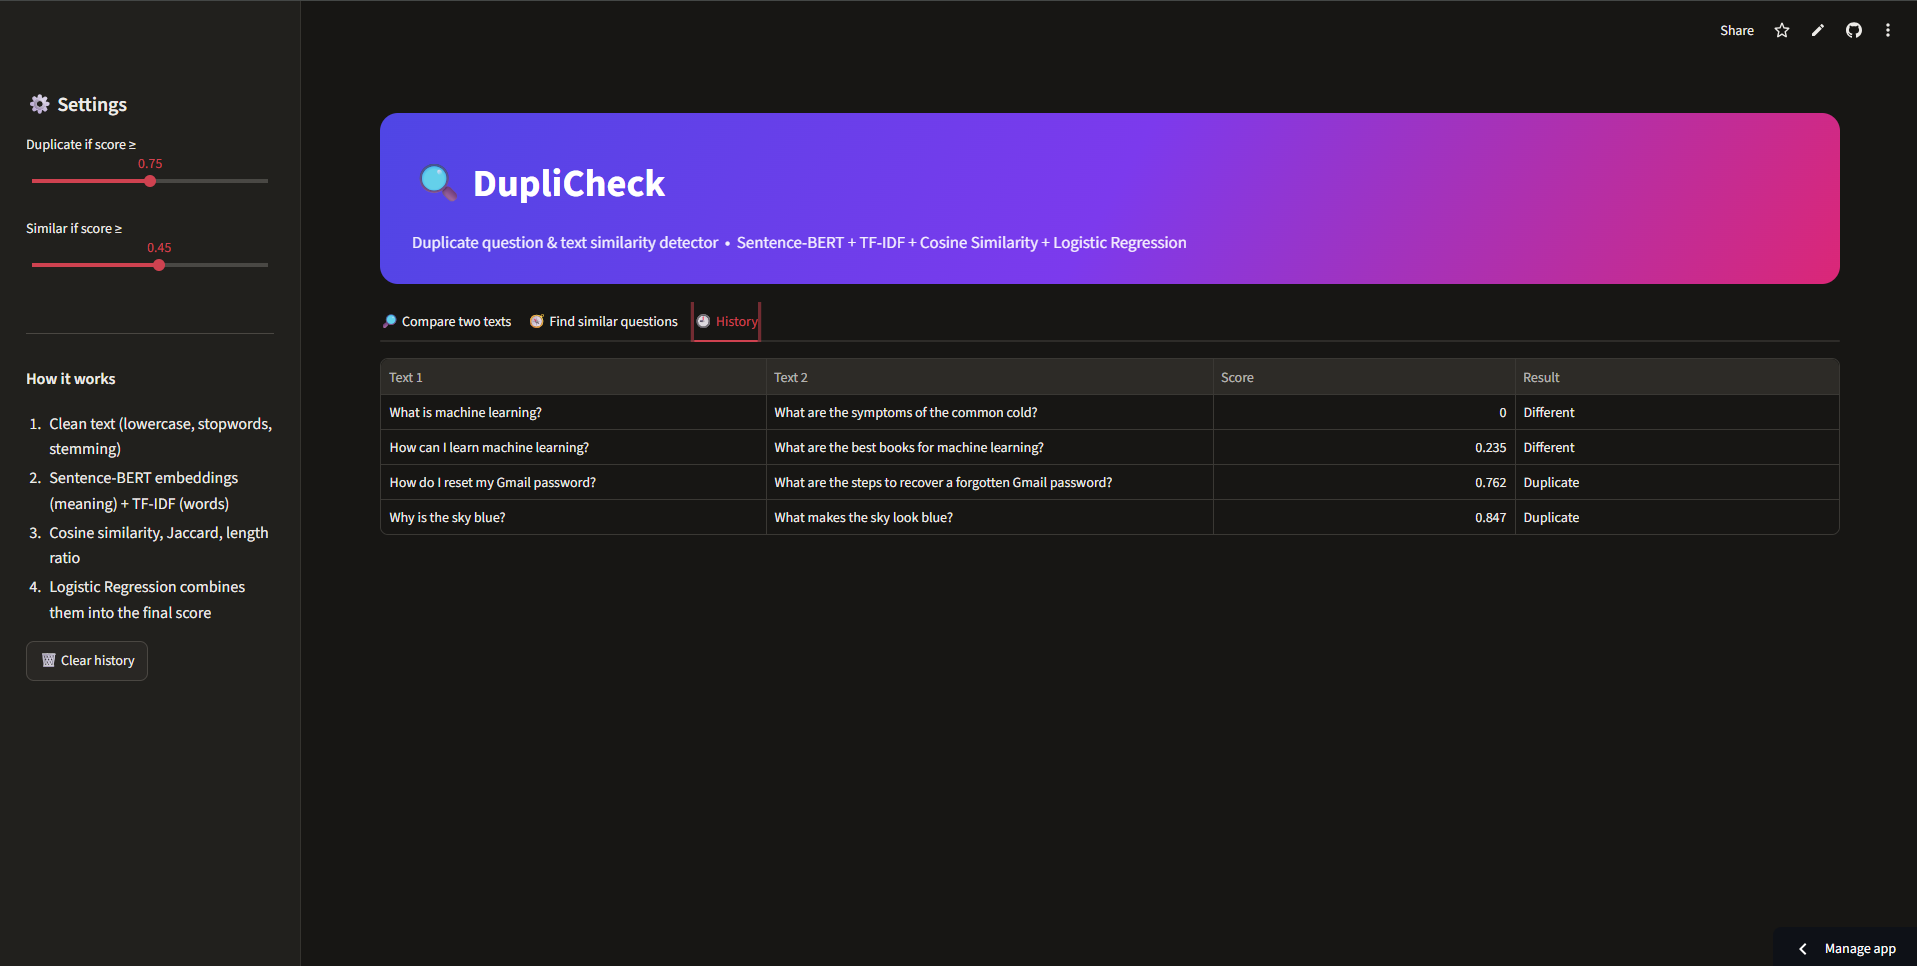 Share
Settings
Duplicate if score ≥
0.75
Similar if score ≥
0.45
How it works
1. Clean text (lowercase, stopwords,
stemming)
2. Sentence-BERT embeddings
(meaning) + TF-IDF (words)
3. Cosine similarity, Jaccard, length
ratio
4. Logistic Regression combines
them into the final score
Clear history
DupliCheck
Duplicate question & text similarity detector • Sentence-BERT + TF-IDF + Cosine Similarity + Logistic Regression
Compare two texts Find similar questions History
Text 1 Text 2 Score Result
What is machine learning? What are the symptoms of the common cold? 0 Different
How can I learn machine learning? What are the best books for machine learning? 0.235 Different
How do I reset my Gmail password? What are the steps to recover a forgotten Gmail password? 0.762 Duplicate
Why is the sky blue? What makes the sky look blue? 0.847 Duplicate
Manage app